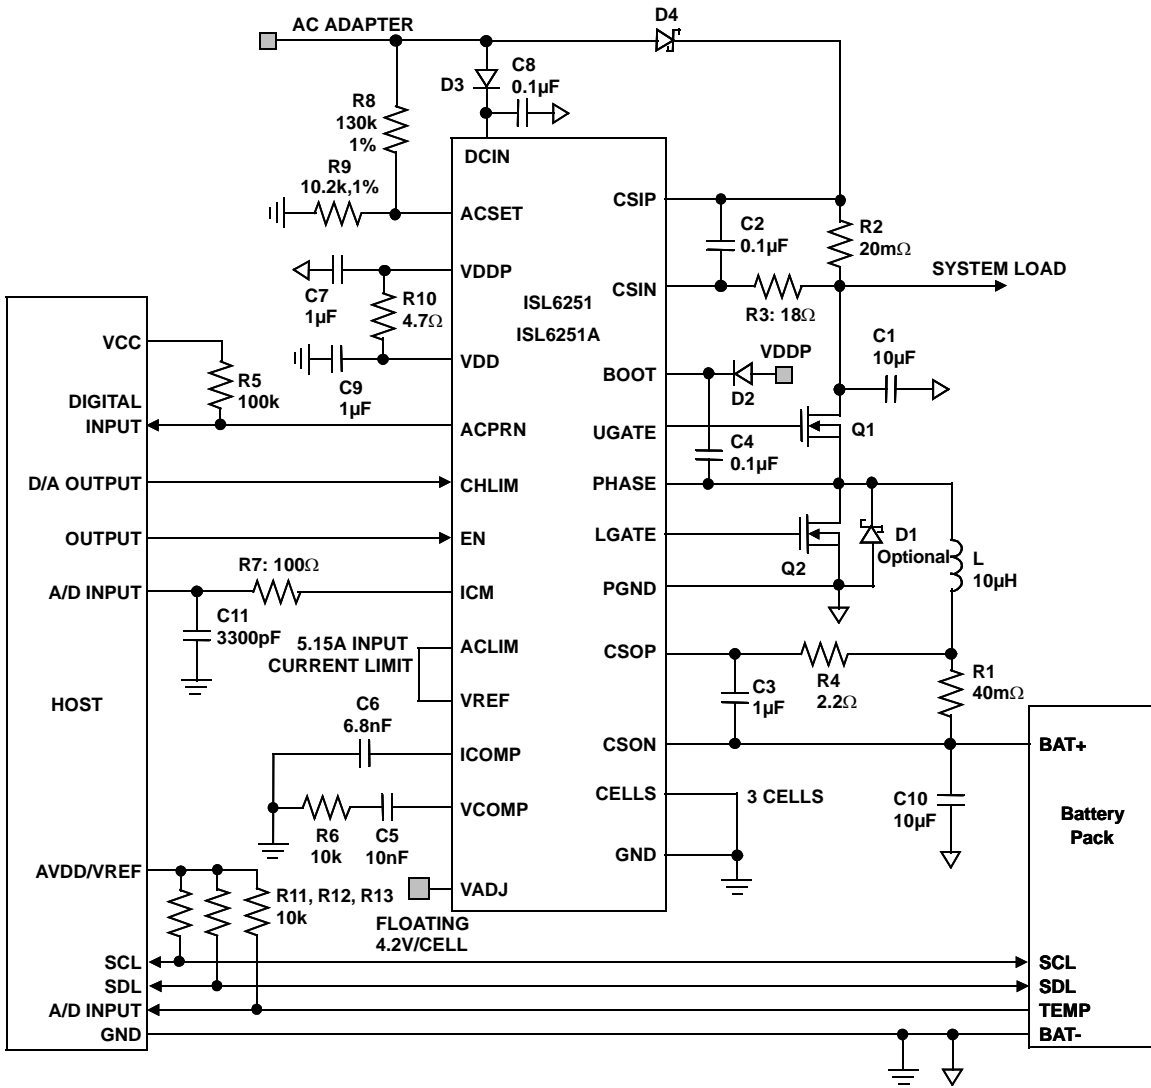 AC ADAPTER
D4
D3
C8
0.1µF
R8
130k
1%
R9
10.2k,1%
DCIN
ACSET
CSIP
C2
0.1µF
R2
20mΩ
VDDP
C7
1µF
R10
4.7Ω
CSIN
R3: 18Ω
SYSTEM LOAD
ISL6251
ISL6251A
VDD
C9
1µF
VCC
R5
100k
DIGITAL
INPUT
ACPRN
BOOT
D2
VDDP
C1
10µF
UGATE
Q1
C4
0.1µF
D/A OUTPUT
CHLIM
PHASE
OUTPUT
EN
LGATE
Q2
D1
Optional
L
10µH
A/D INPUT
R7: 100Ω
ICM
PGND
C11
3300pF
5.15A INPUT
CURRENT LIMIT
ACLIM
VREF
CSOP
R4
2.2Ω
C3
1µF
R1
40mΩ
HOST
C6
6.8nF
ICOMP
CSON
BAT+
VCOMP
R6
10k
C5
10nF
CELLS
3 CELLS
C10
10µF
Battery
Pack
GND
AVDD/VREF
R11, R12, R13
10k
VADJ
FLOATING
4.2V/CELL
SCL
SCL
SDL
SDL
A/D INPUT
TEMP
GND
BAT-